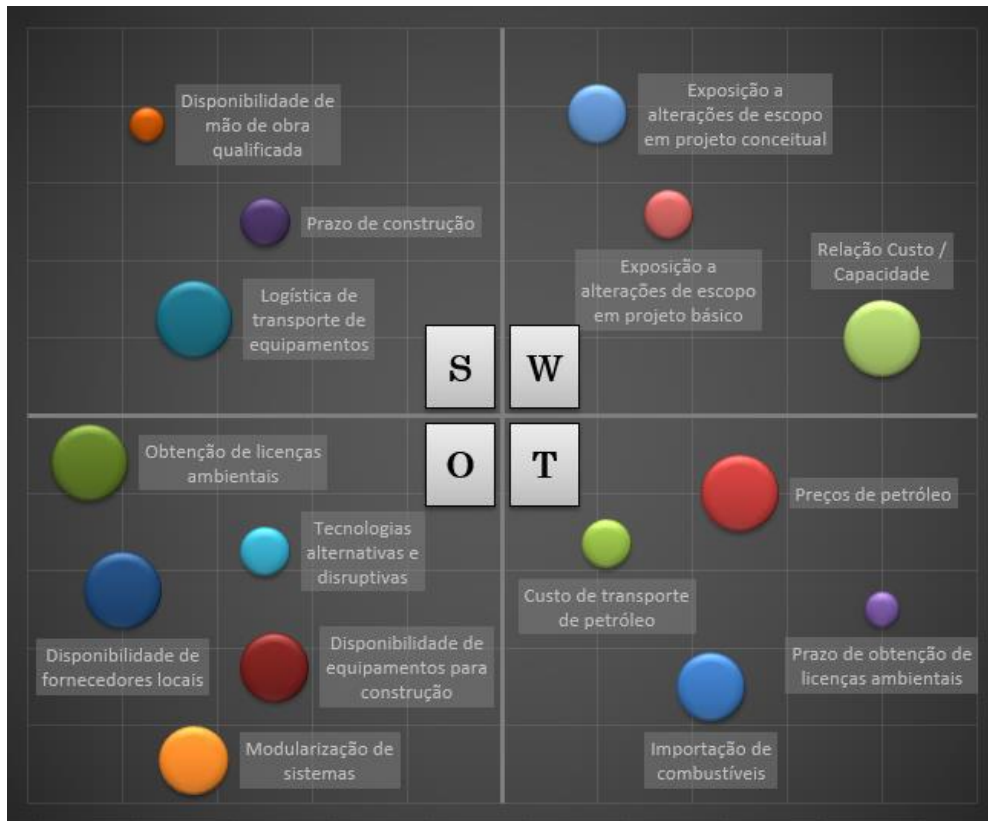 Disponibilidade de
mão de obra
qualificada
Prazo de construção
Logística de
transporte de
equipamentos
Exposição a
alterações de escopo
em projeto conceitual
Exposição a
alterações de escopo
em projeto básico
Relação Custo /
Capacidade
S
W
O
T
Obtenção de licenças
ambientais
Tecnologias
alternativas e
disruptivas
Disponibilidade de
fornecedores locais
Disponibilidade de
equipamentos para
construção
Modularização de
sistemas
Preços de petróleo
Custo de transporte
de petróleo
Prazo de obtenção de
licenças ambientais
Importação de
combustíveis